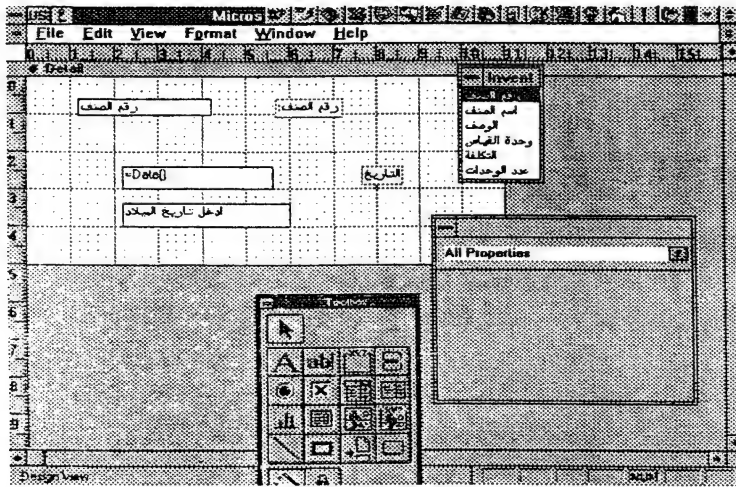 Micros
File Edit View Format Window Help
Detail
رقم الصنف رقم الصنف:
=Date() التاريخ
ادخل تاريخ الميلاد
Invent
رقم الصنف
اسم الصنف
الوصف
وحدة القياس
التكلفة
عدد الوحدات
All Properties
Toolbox
Design View NUM